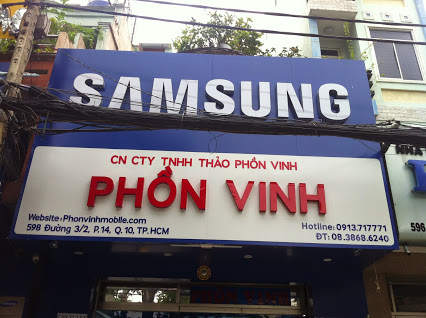 SAMSUNG
CN CTY TNHH THẢO PHỒN VINH
PHỒN VINH
Website:Phonvinhmobile.com
598 Đường 3/2, P.14, Q.10, TP.HCM
Hotline: 0913.717771
ĐT: 08.3868.6240
596